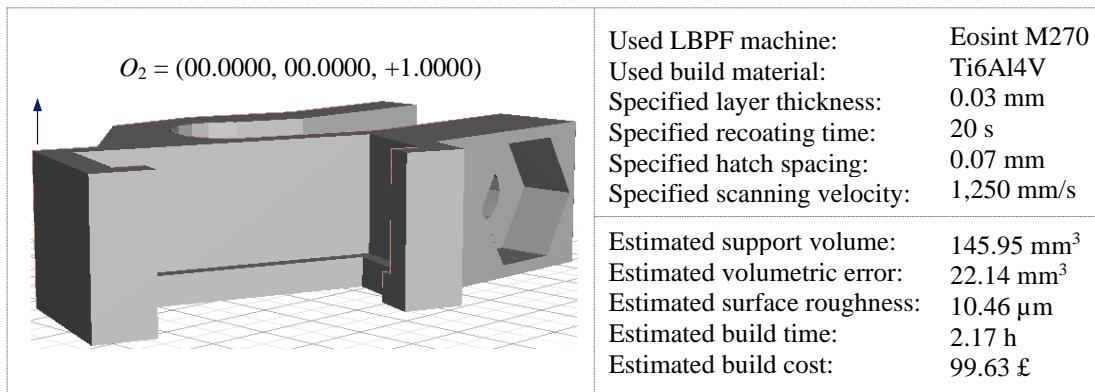 O₂ = (00.0000, 00.0000, +1.0000)
Used LBPF machine: Eosint M270
Used build material: Ti6Al4V
Specified layer thickness: 0.03 mm
Specified recoating time: 20 s
Specified hatch spacing: 0.07 mm
Specified scanning velocity: 1,250 mm/s
Estimated support volume: 145.95 mm³
Estimated volumetric error: 22.14 mm³
Estimated surface roughness: 10.46 µm
Estimated build time: 2.17 h
Estimated build cost: 99.63 £